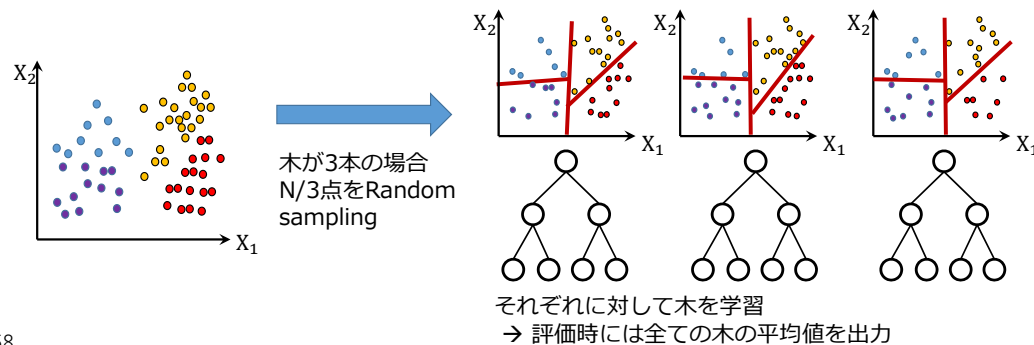 X₂
X₁
木が3本の場合
N/3点をRandom
sampling
X₂
X₁
X₂
X₁
X₂
X₁
それぞれに対して木を学習
→ 評価時には全ての木の平均値を出力